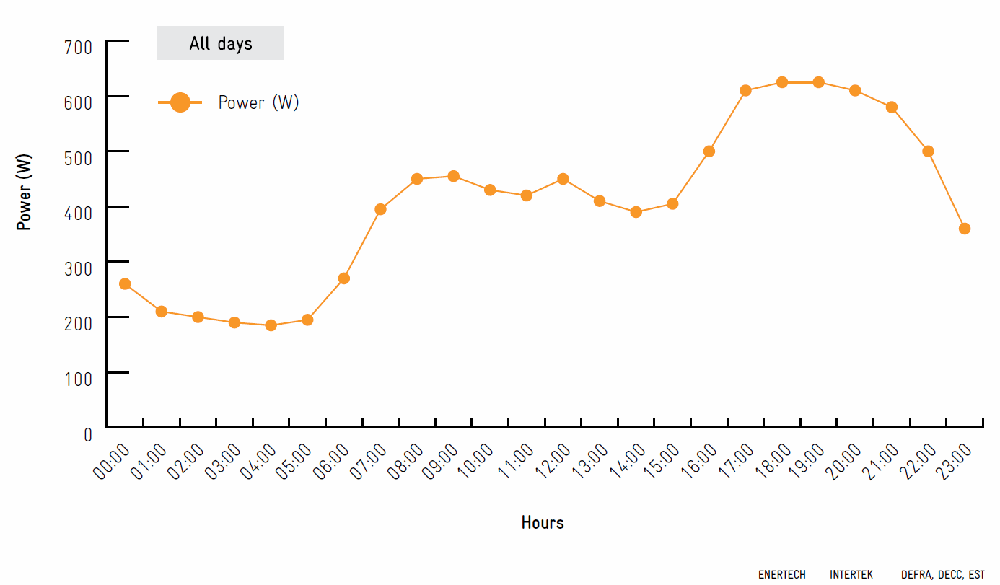 All days
Power (W)
Power (W)
700
600
500
400
300
200
100
0
00:00 01:00 02:00 03:00 04:00 05:00 06:00 07:00 08:00 09:00 10:00 11:00 12:00 13:00 14:00 15:00 16:00 17:00 18:00 19:00 20:00 21:00 22:00 23:00
Hours
ENERTECH INTERTEK DEFRA, DECC, EST